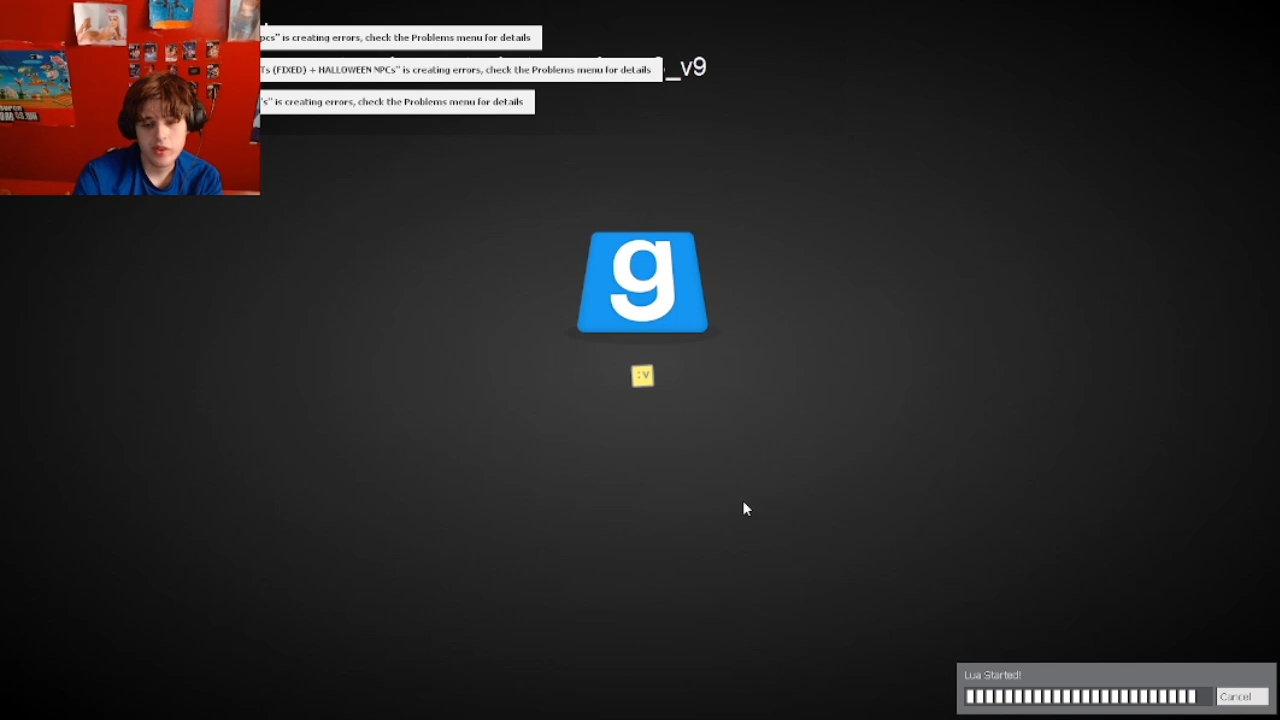 pcs" is creating errors, check the Problems menu for details
Ts (FIXED) + HALLOWEEN NPCs" is creating errors, check the Problems menu for details
_v9
s" is creating errors, check the Problems menu for details
g
:v
Lua Started!
Cancel